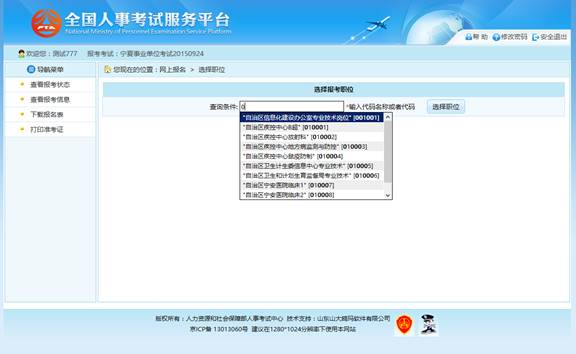 全国人事考试服务平台
National Ministry of Personnel Examination Service Platform
PTA
帮 助 修改密码 安全退出
欢迎您：测试777 报考考试：宁夏事业单位考试20150924
导航菜单
您现在的位置：网上报名 > 选择职位
查看报考状态
查看报考信息
下载报名表
打印准考证
选择报考职位
查询条件: 0 *输入代码名称或者代码 选择职位
"自治区信息化建设办公室专业技术岗位" [001001]
"自治区疾控中心B超" [010001]
"自治区疾控中心放射科" [010002]
"自治区疾控中心地方病监测与防控" [010003]
"自治区疾控中心鼠疫防制" [010004]
"自治区卫生计生委信息中心专业技术" [010005]
"自治区卫生和计划生育监督局专业技术" [010006]
"自治区宁安医院临床1" [010007]
"自治区宁安医院临床2" [010008]
版权所有：人力资源和社会保障部人事考试中心 技术支持：山东山大鸥玛软件有限公司
京ICP备 13013060号 建议在1280*1024分辨率下使用本网站